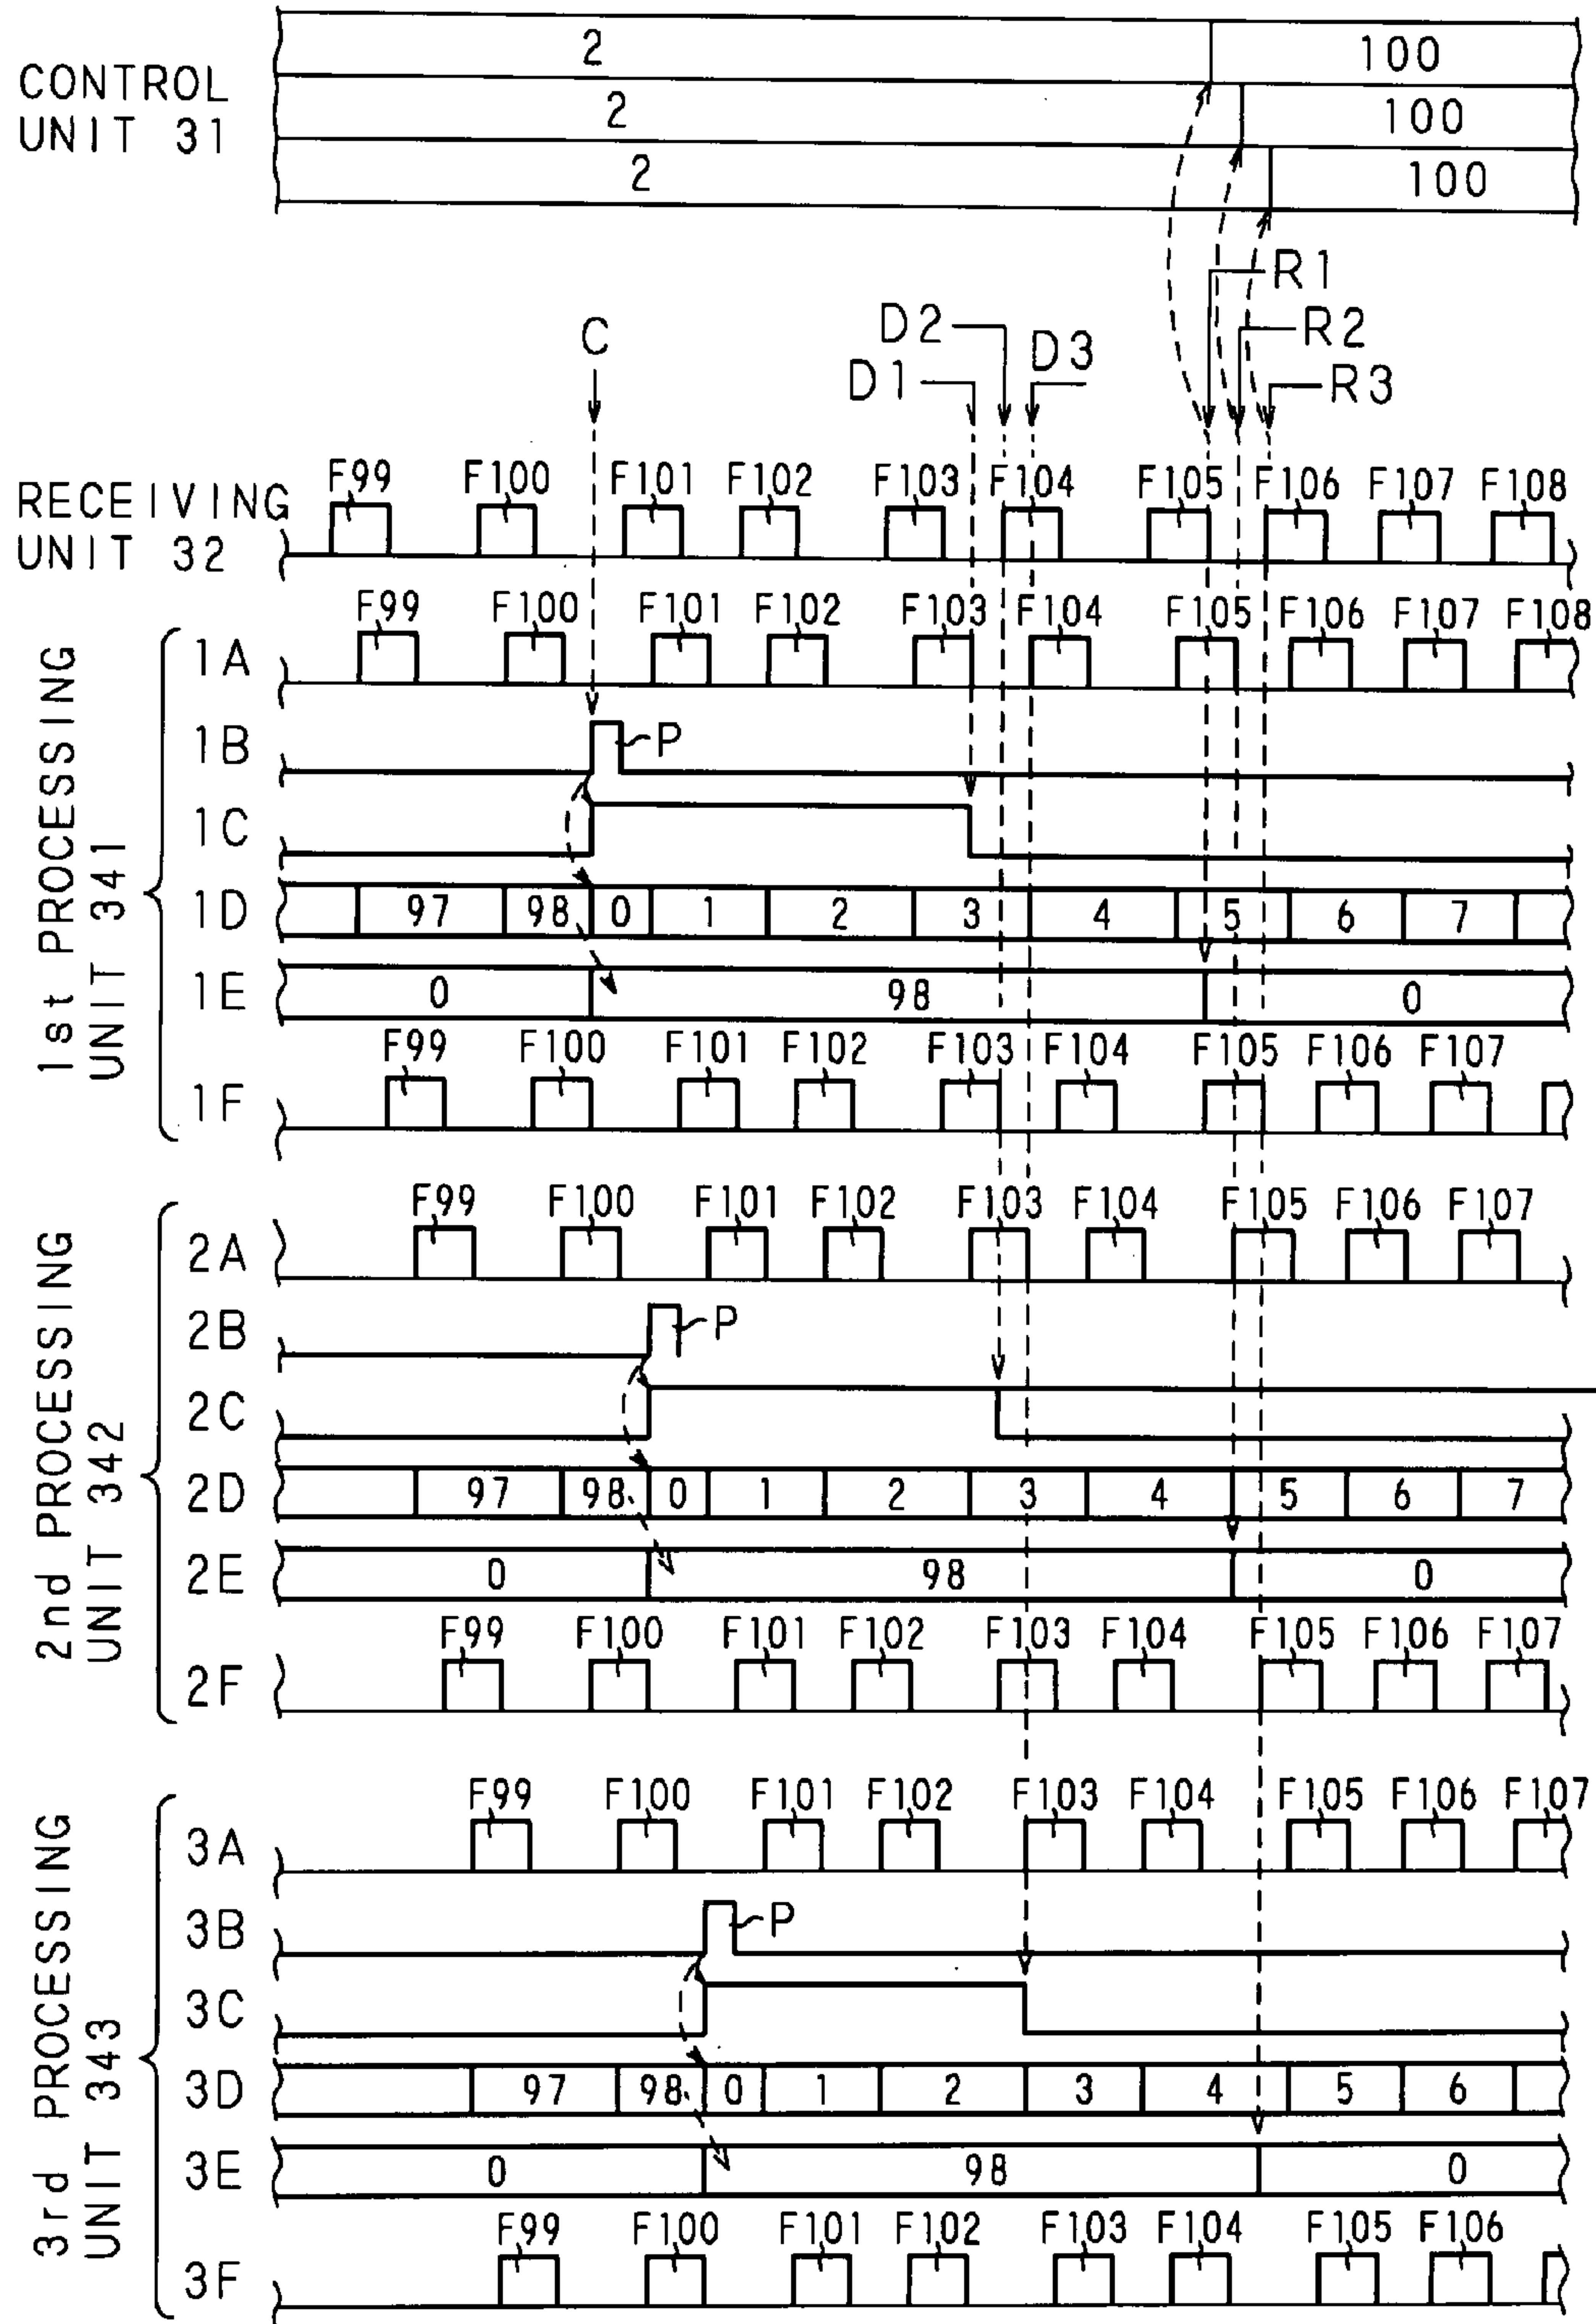 CONTROL
UNIT 31
2 100
2 100
2 100
R1
R2
R3
C
D2
D3
D1
RECEIVING
UNIT 32
F99 F100 F101 F102 F103 F104 F105 F106 F107 F108
1st PROCESSING
UNIT 341
1A
F99 F100 F101 F102 F103 F104 F105 F106 F107 F108
1B P
1C
1D 97 98 0 1 2 3 4 5 6 7
1E 0 98 0
1F
F99 F100 F101 F102 F103 F104 F105 F106 F107
2nd PROCESSING
UNIT 342
2A
F99 F100 F101 F102 F103 F104 F105 F106 F107
2B P
2C
2D 97 98 0 1 2 3 4 5 6 7
2E 0 98 0
2F
F99 F100 F101 F102 F103 F104 F105 F106 F107
3rd PROCESSING
UNIT 343
3A
F99 F100 F101 F102 F103 F104 F105 F106 F107
3B P
3C
3D 97 98 0 1 2 3 4 5 6
3E 0 98 0
3F
F99 F100 F101 F102 F103 F104 F105 F106